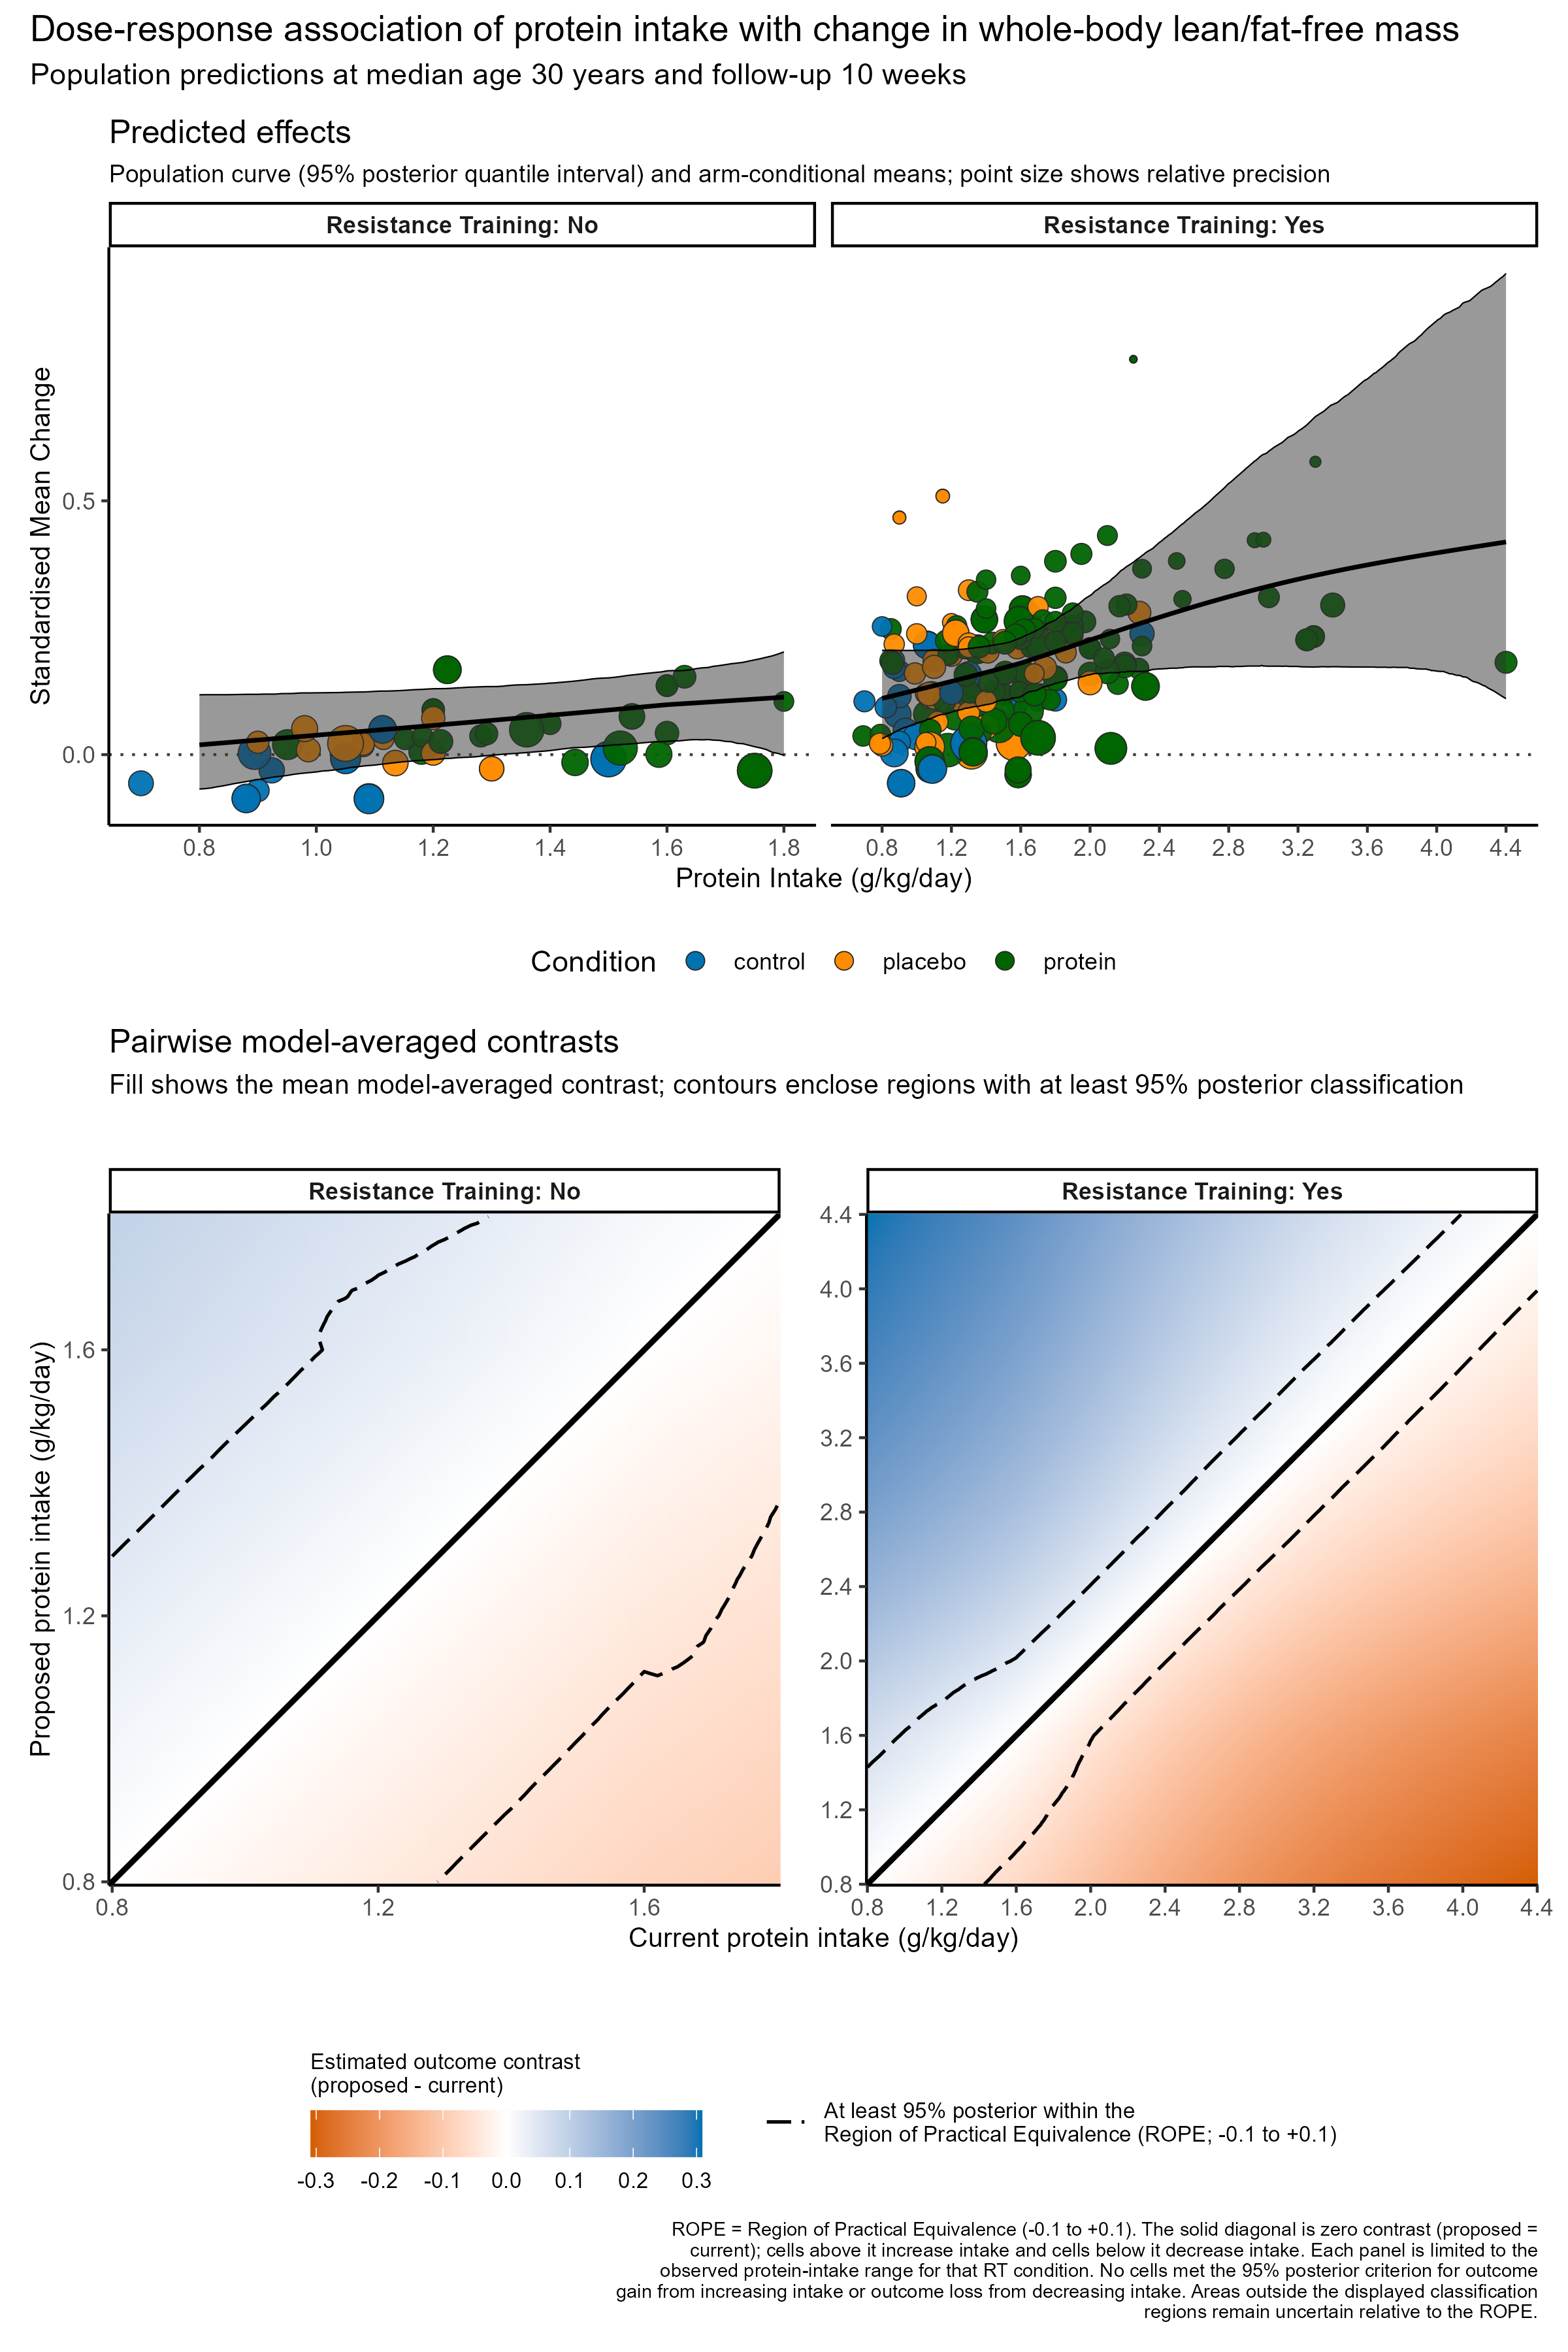 Dose-response association of protein intake with change in whole-body lean/fat-free mass
Population predictions at median age 30 years and follow-up 10 weeks
Predicted effects
Population curve (95% posterior quantile interval) and arm-conditional means; point size shows relative precision
Resistance Training: No
Resistance Training: Yes
Standardised Mean Change
0.5
0.0
0.8 1.0 1.2 1.4 1.6 1.8
0.8 1.2 1.6 2.0 2.4 2.8 3.2 3.6 4.0 4.4
Protein Intake (g/kg/day)
Condition control placebo protein
Pairwise model-averaged contrasts
Fill shows the mean model-averaged contrast; contours enclose regions with at least 95% posterior classification
Resistance Training: No
Resistance Training: Yes
Proposed protein intake (g/kg/day)
1.6
1.2
0.8
4.4
4.0
3.6
3.2
2.8
2.4
2.0
1.6
1.2
0.8
0.8 1.2 1.6
0.8 1.2 1.6 2.0 2.4 2.8 3.2 3.6 4.0 4.4
Current protein intake (g/kg/day)
Estimated outcome contrast
(proposed - current)
-0.3 -0.2 -0.1 0.0 0.1 0.2 0.3
At least 95% posterior within the
Region of Practical Equivalence (ROPE; -0.1 to +0.1)
ROPE = Region of Practical Equivalence (-0.1 to +0.1). The solid diagonal is zero contrast (proposed =
current); cells above it increase intake and cells below it decrease intake. Each panel is limited to the
observed protein-intake range for that RT condition. No cells met the 95% posterior criterion for outcome
gain from increasing intake or outcome loss from decreasing intake. Areas outside the displayed classification
regions remain uncertain relative to the ROPE.